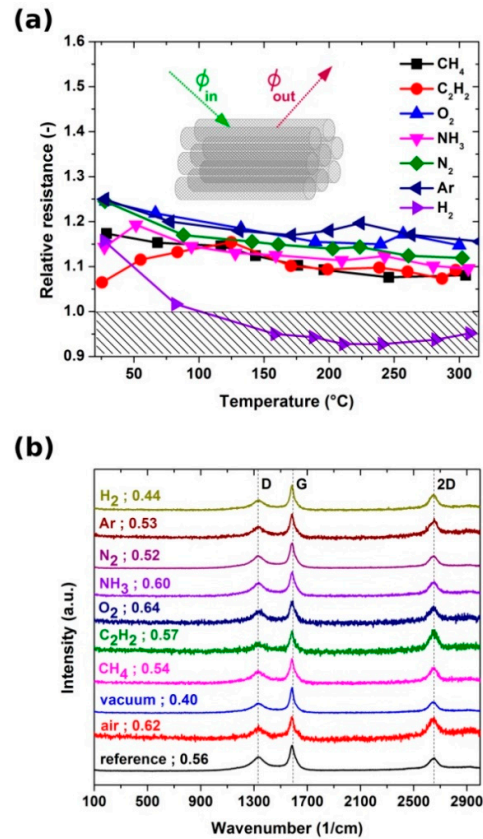 (a)
1.6
1.5
1.4
1.3
1.2
1.1
1.0
0.9
Relative resistance (-)
ϕ in
ϕ out
CH4
C2H2
O2
NH3
N2
Ar
H2
50 100 150 200 250 300
Temperature (°C)
(b)
D G 2D
H2 ; 0.44
Ar ; 0.53
N2 ; 0.52
NH3 ; 0.60
O2 ; 0.64
C2H2 ; 0.57
CH4 ; 0.54
vacuum ; 0.40
air ; 0.62
reference ; 0.56
Intensity (a.u.)
100 500 900 1300 1700 2100 2500 2900
Wavenumber (1/cm)